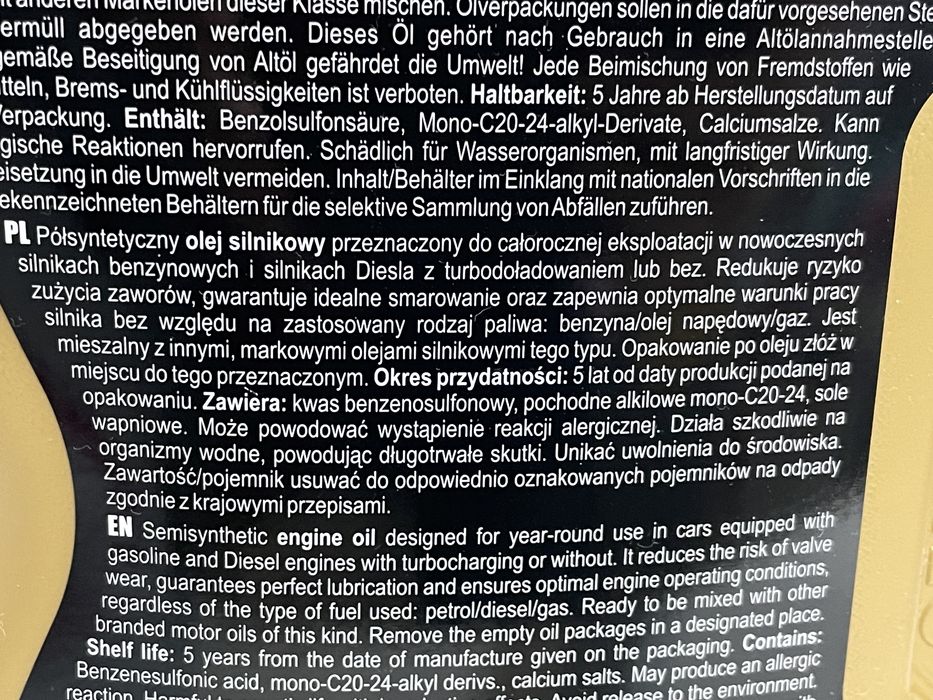 anderen Markenölen dieser Klasse mischen. Ölverpackungen sollen in die dafür vorgesehenen
abgegeben werden. Dieses Öl gehört nach Gebrauch in eine Altölannahmestelle
gemäße Beseitigung von Altöl gefährdet die Umwelt! Jede Beimischung von Fremdstoffen wie
Brems- und Kühlflüssigkeiten ist verboten. Haltbarkeit: 5 Jahre ab Herstellungsdatum auf
Verpackung. Enthält: Benzolsulfonsäure, Mono-C20-24-alkyl-Derivate, Calciumsalze. Kann
gische Reaktionen hervorrufen. Schädlich für Wasserorganismen, mit langfristiger Wirkung.
eisetzung in die Umwelt vermeiden. Inhalt/Behälter im Einklang mit nationalen Vorschriften in die
ekennzeichneten Behältern für die selektive Sammlung von Abfällen zuführen.
PL Półsyntetyczny olej silnikowy przeznaczony do całorocznej eksploatacji w nowoczesnych
silnikach benzynowych i silnikach Diesla z turbodoładowaniem lub bez. Redukuje ryzyko
zużycia zaworów, gwarantuje idealne smarowanie oraz zapewnia optymalne warunki pracy
silnika bez względu na zastosowany rodzaj paliwa: benzyna/olej napędowy/gaz. Jest
mieszalny z innymi, markowymi olejami silnikowymi tego typu. Opakowanie po oleju złóż w
miejscu do tego przeznaczonym. Okres przydatności: 5 lat od daty produkcji podanej na
opakowaniu. Zawiera: kwas benzenosulfonowy, pochodne alkilowe mono-C20-24, sole
wapniowe. Może powodować wystąpienie reakcji alergicznej. Działa szkodliwie na
organizmy wodne, powodując długotrwałe skutki. Unikać uwolnienia do środowiska.
Zawartość/pojemnik usuwać do odpowiednio oznakowanych pojemników na odpady
zgodnie z krajowymi przepisami.
EN Semisynthetic engine oil designed for year-round use in cars equipped with
gasoline and Diesel engines with turbocharging or without. It reduces the risk of valve
wear, guarantees perfect lubrication and ensures optimal engine operating conditions,
regardless of the type of fuel used: petrol/diesel/gas. Ready to be mixed with other
branded motor oils of this kind. Remove the empty oil packages in a designated place.
Shelf life: 5 years from the date of manufacture given on the packaging. Contains:
Benzenesulfonic acid, mono-C20-24-alkyl derivs., calcium salts. May produce an allergic
reaction. Avoid release to the environment.